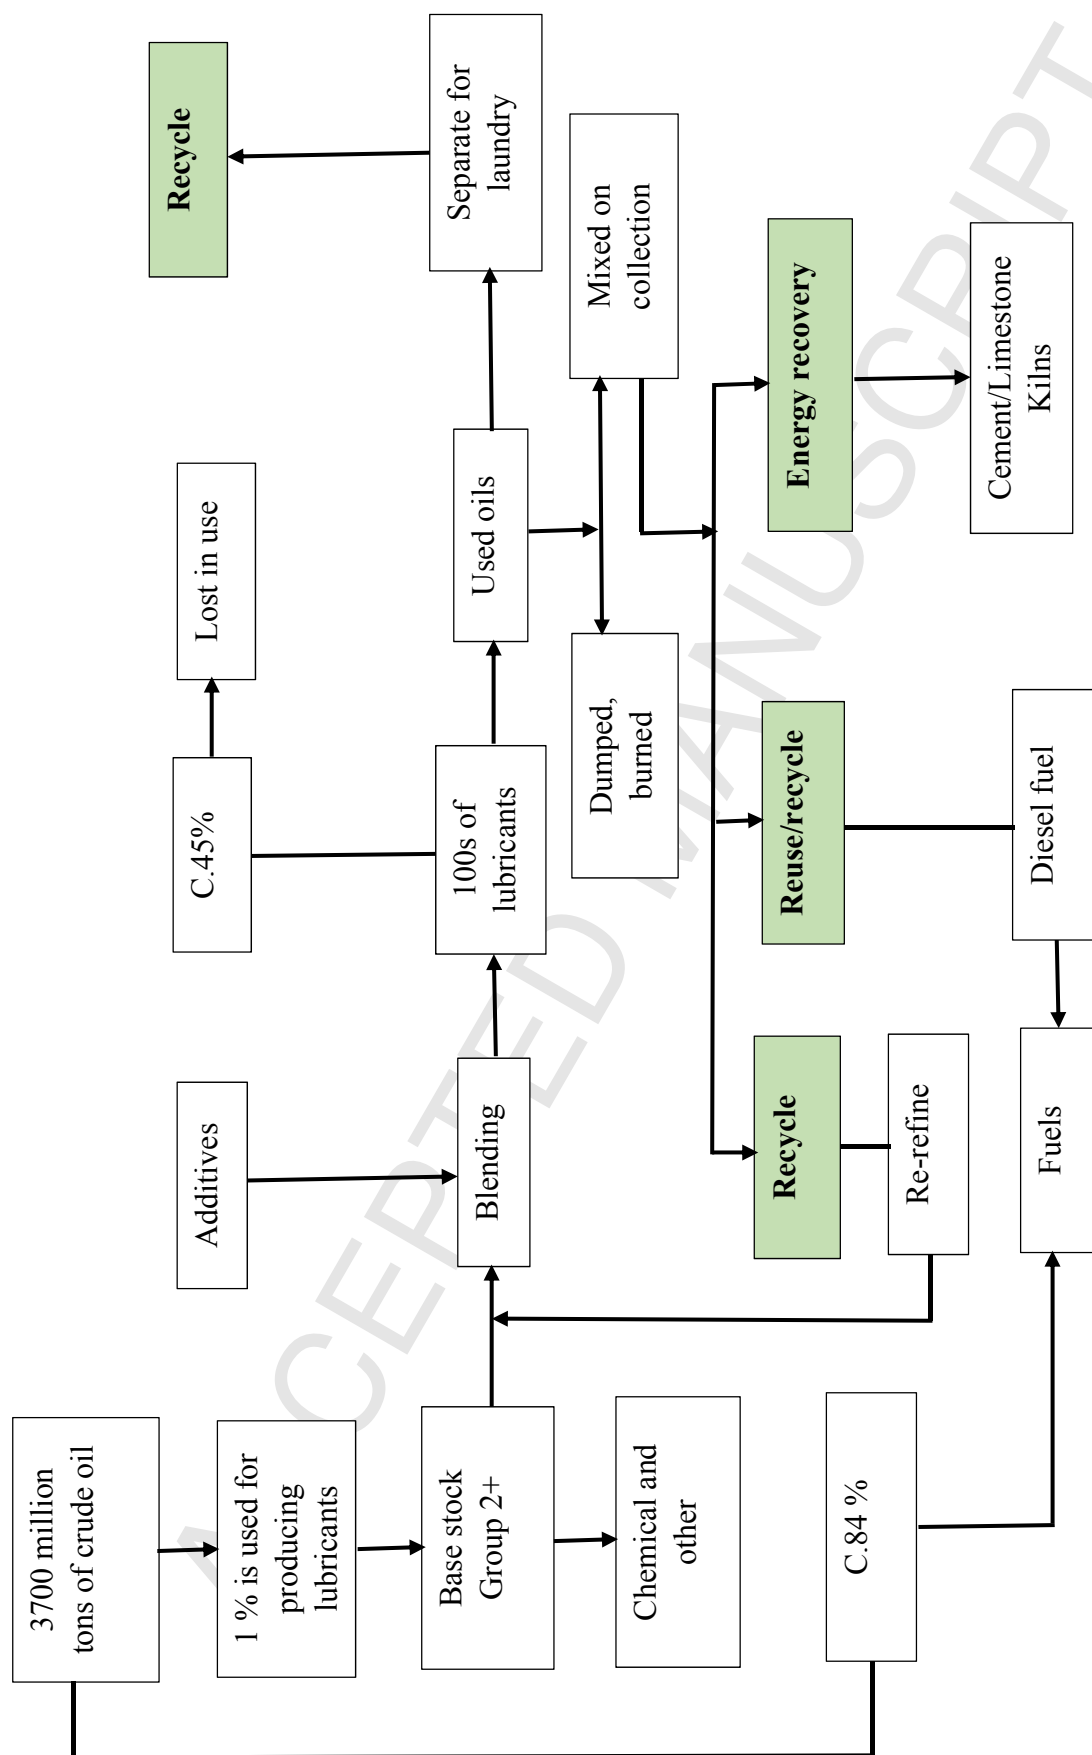 3700 million
tons of crude oil
Recycle
Additives
C.45%
Lost in use
1 % is used for
producing
lubricants
Base stock
Group 2+
Blending
100s of
lubricants
Used oils
Separate for
laundry
Chemical and
other
Dumped,
burned
Mixed on
collection
C.84 %
Recycle
Reuse/recycle
Energy recovery
Re-refine
Cement/Limestone
Kilns
Fuels
Diesel fuel
ACCEPTED MANUSCRIPT